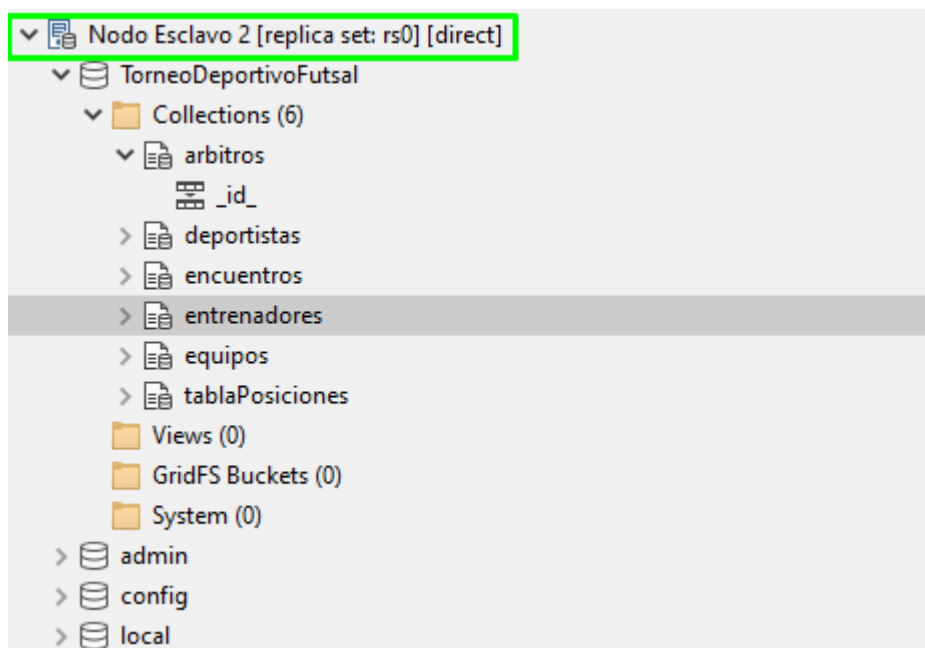 Nodo Esclavo 2 [replica set: rs0] [direct]
TorneoDeportivoFutsal
Collections (6)
arbitros
_id_
deportistas
encuentros
entrenadores
equipos
tablaPosiciones
Views (0)
GridFS Buckets (0)
System (0)
admin
config
local